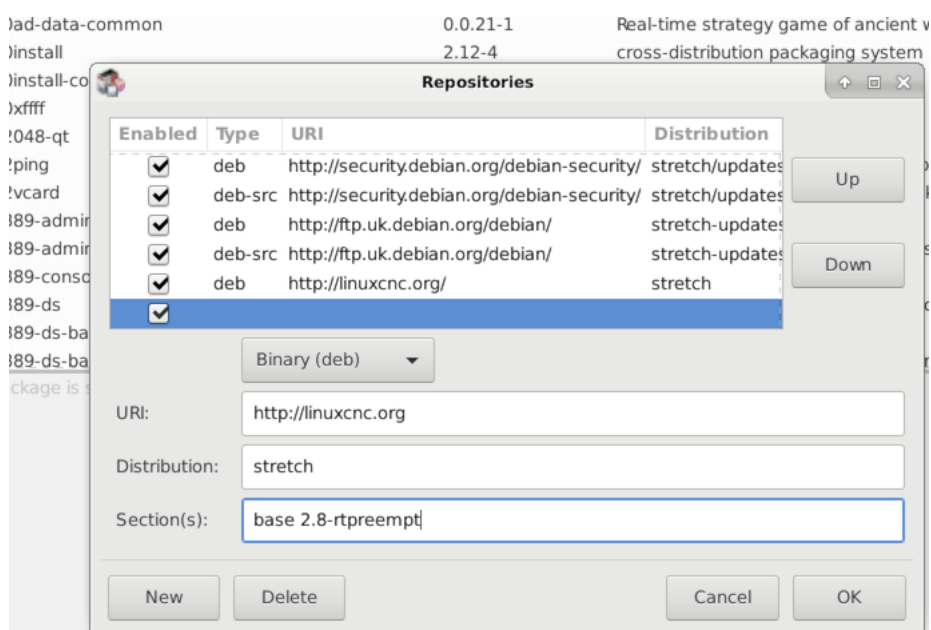 0ad-data-common 0.0.21-1 Real-time strategy game of ancient
0install 2.12-4 cross-distribution packaging system
0install-co
Repositories
0xffff
2048-qt
Enabled Type URI Distribution
2ping
deb http://security.debian.org/debian-security/ stretch/updates
Up
2vcard
deb-src http://security.debian.org/debian-security/ stretch/updates
389-admin
deb http://ftp.uk.debian.org/debian/ stretch-updates
389-admin
deb-src http://ftp.uk.debian.org/debian/ stretch-updates
Down
389-conso
deb http://linuxcnc.org/ stretch
389-ds
389-ds-ba
389-ds-ba
Binary (deb)
ckage is s
URI: http://linuxcnc.org
Distribution: stretch
Section(s): base 2.8-rtpreempt
New Delete Cancel OK